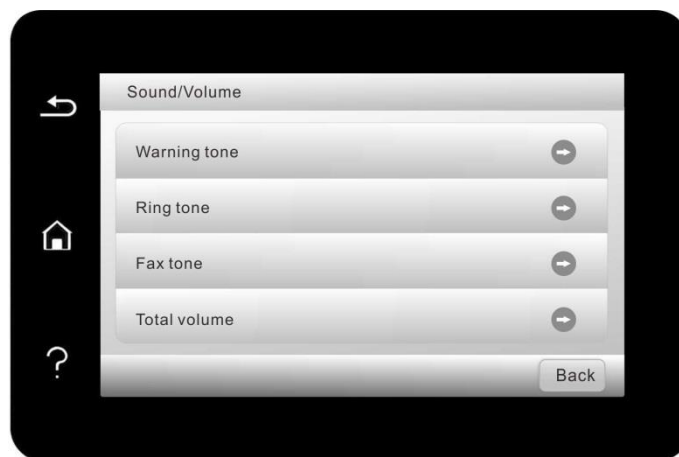 Sound/Volume
Warning tone
Ring tone
Fax tone
Total volume
?
Back